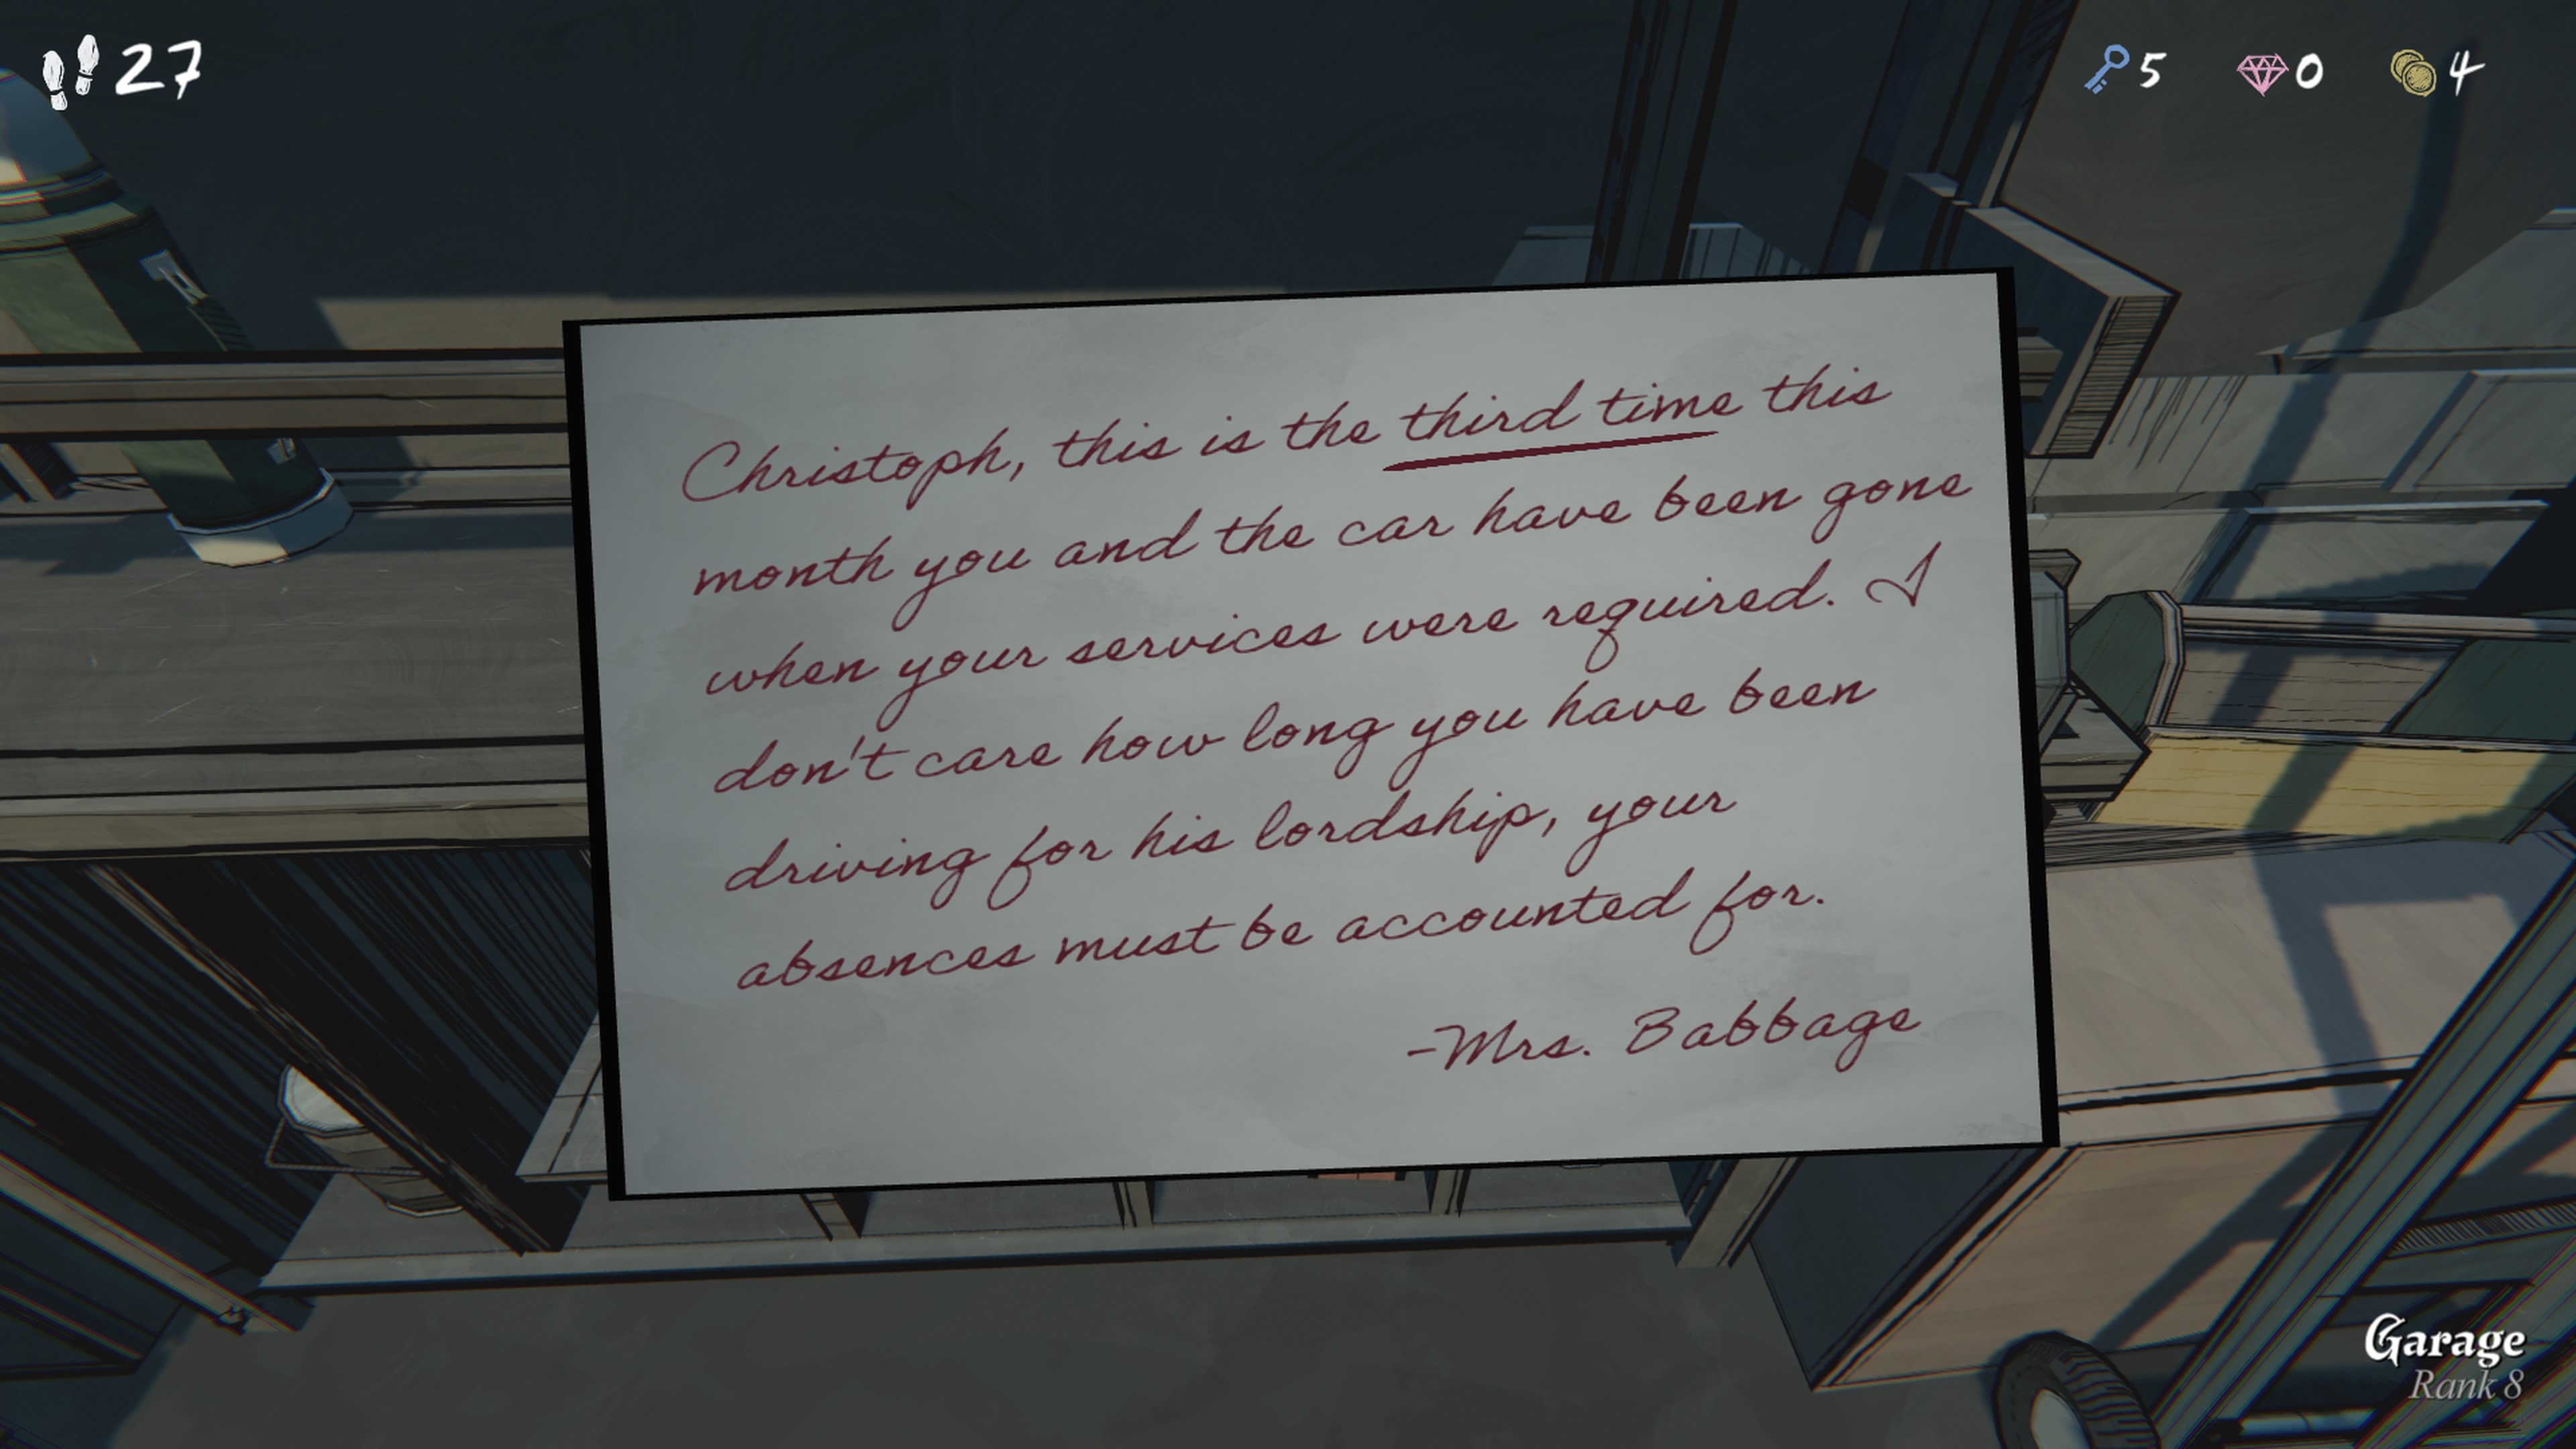 27
5
0
4
Christoph, this is the third time this
month you and the car have been gone
when your services were required. I
don't care how long you have been
driving for his lordship, your
absences must be accounted for.
-Mrs. Babbage
Garage
Rank 8